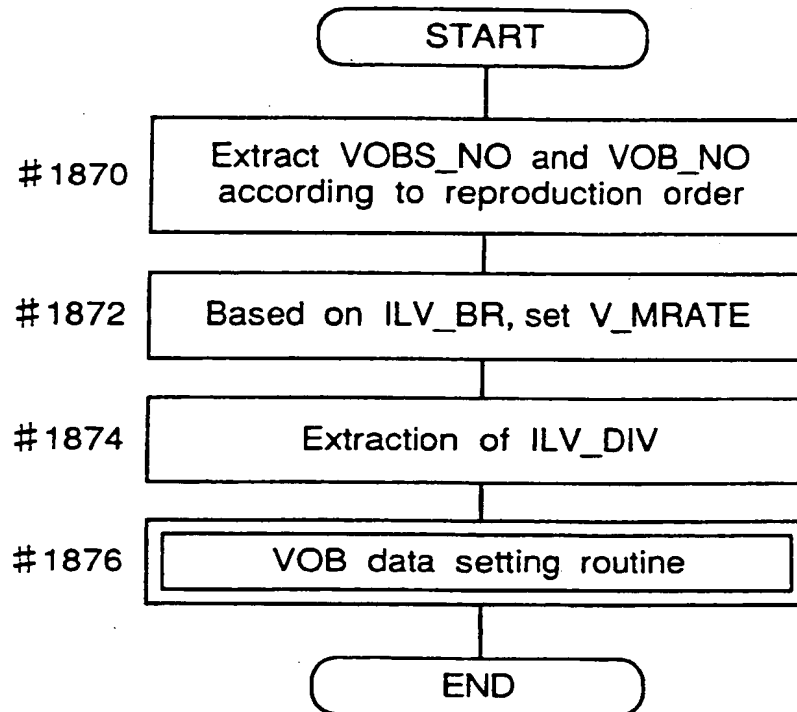 START
#1870
Extract VOBS_NO and VOB_NO
according to reproduction order
#1872
Based on ILV_BR, set V_MRATE
#1874
Extraction of ILV_DIV
#1876
VOB data setting routine
END